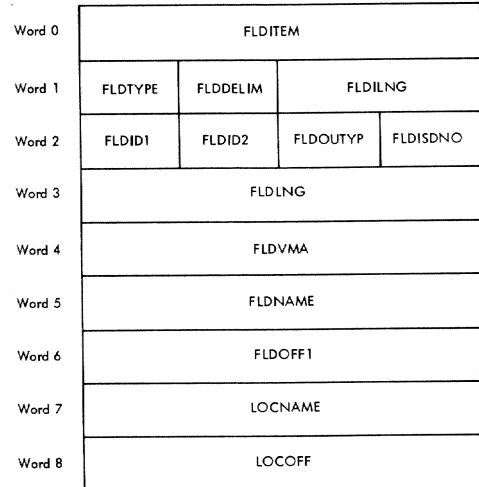 Word 0 FLDITEM
Word 1 FLDTYPE FLDDELIM FLDILNG
Word 2 FLDID1 FLDID2 FLDOUTYP FLDISDNO
Word 3 FLDLNG
Word 4 FLDVMA
Word 5 FLDNAME
Word 6 FLDOFF1
Word 7 LOCNAME
Word 8 LOCOFF